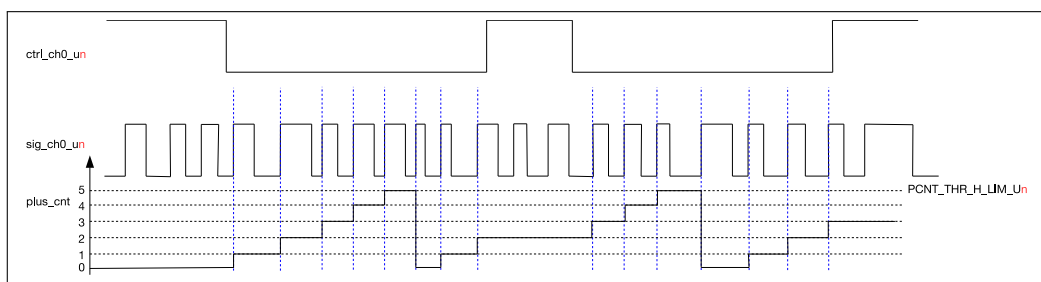 ctrl_ch0_un
sig_ch0_un
plus_cnt
5
4
3
2
1
0
PCNT_THR_H_LIM_Un